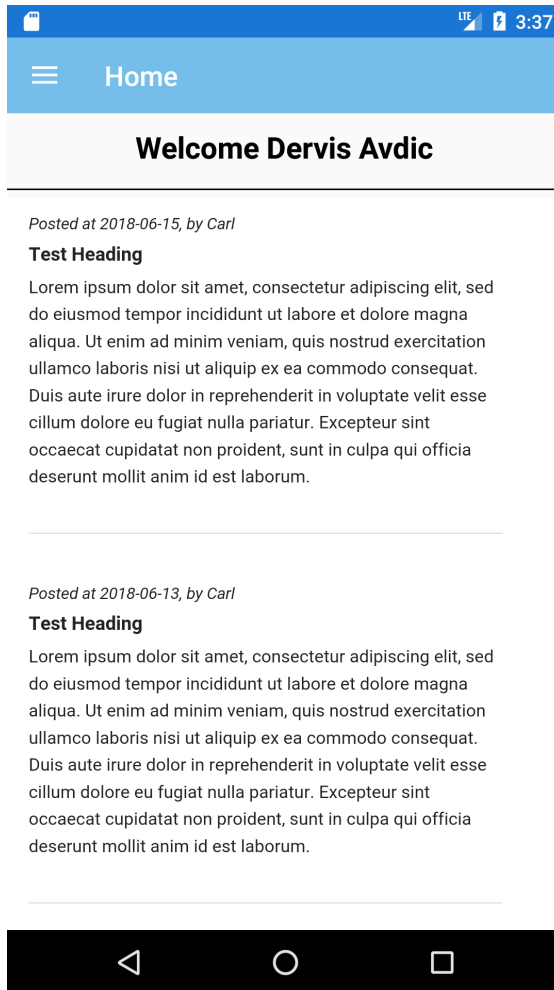 LTE 3:37
Home
Welcome Dervis Avdic
Posted at 2018-06-15, by Carl
Test Heading
Lorem ipsum dolor sit amet, consectetur adipiscing elit, sed
do eiusmod tempor incididunt ut labore et dolore magna
aliqua. Ut enim ad minim veniam, quis nostrud exercitation
ullamco laboris nisi ut aliquip ex ea commodo consequat.
Duis aute irure dolor in reprehenderit in voluptate velit esse
cillum dolore eu fugiat nulla pariatur. Excepteur sint
occaecat cupidatat non proident, sunt in culpa qui officia
deserunt mollit anim id est laborum.
Posted at 2018-06-13, by Carl
Test Heading
Lorem ipsum dolor sit amet, consectetur adipiscing elit, sed
do eiusmod tempor incididunt ut labore et dolore magna
aliqua. Ut enim ad minim veniam, quis nostrud exercitation
ullamco laboris nisi ut aliquip ex ea commodo consequat.
Duis aute irure dolor in reprehenderit in voluptate velit esse
cillum dolore eu fugiat nulla pariatur. Excepteur sint
occaecat cupidatat non proident, sunt in culpa qui officia
deserunt mollit anim id est laborum.